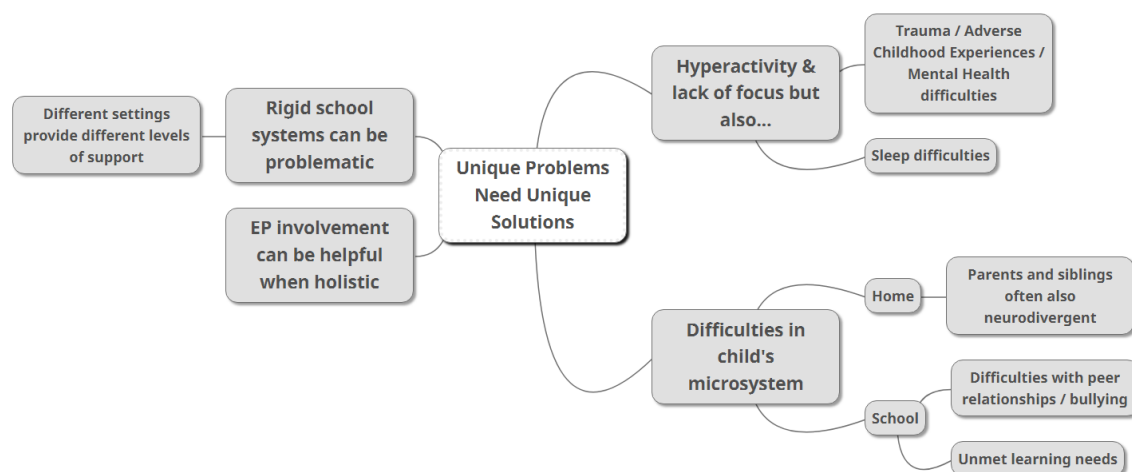 Unique Problems
Need Unique
Solutions
Rigid school
systems can be
problematic
Different settings
provide different levels
of support
EP involvement
can be helpful
when holistic
Hyperactivity &
lack of focus but
also...
Trauma / Adverse
Childhood Experiences /
Mental Health
difficulties
Sleep difficulties
Difficulties in
child's
microsystem
Home
Parents and siblings
often also
neurodivergent
School
Difficulties with peer
relationships / bullying
Unmet learning needs